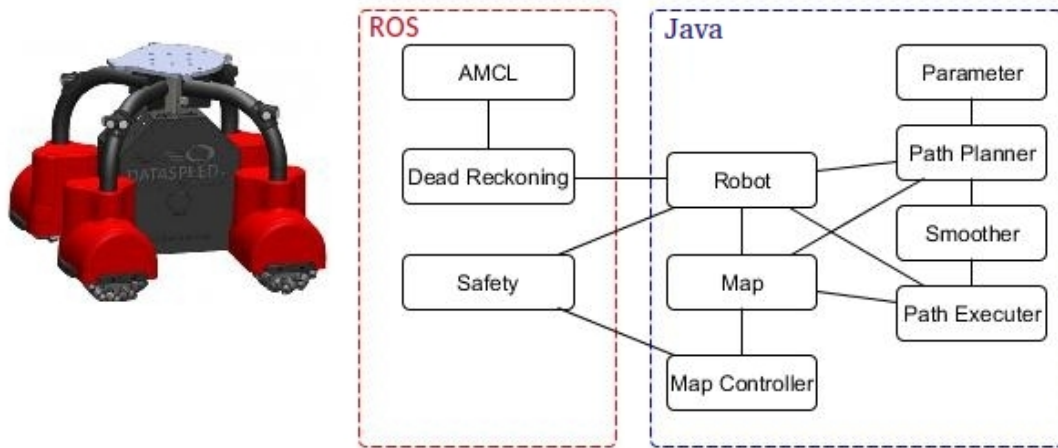 DATASPEED
ROS
AMCL
Dead Reckoning
Safety
Java
Parameter
Path Planner
Robot
Smoother
Map
Path Executer
Map Controller